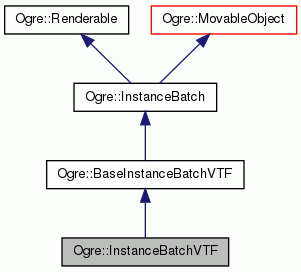 Ogre::Renderable
Ogre::MovableObject
Ogre::InstanceBatch
Ogre::BaseInstanceBatchVTF
Ogre::InstanceBatchVTF